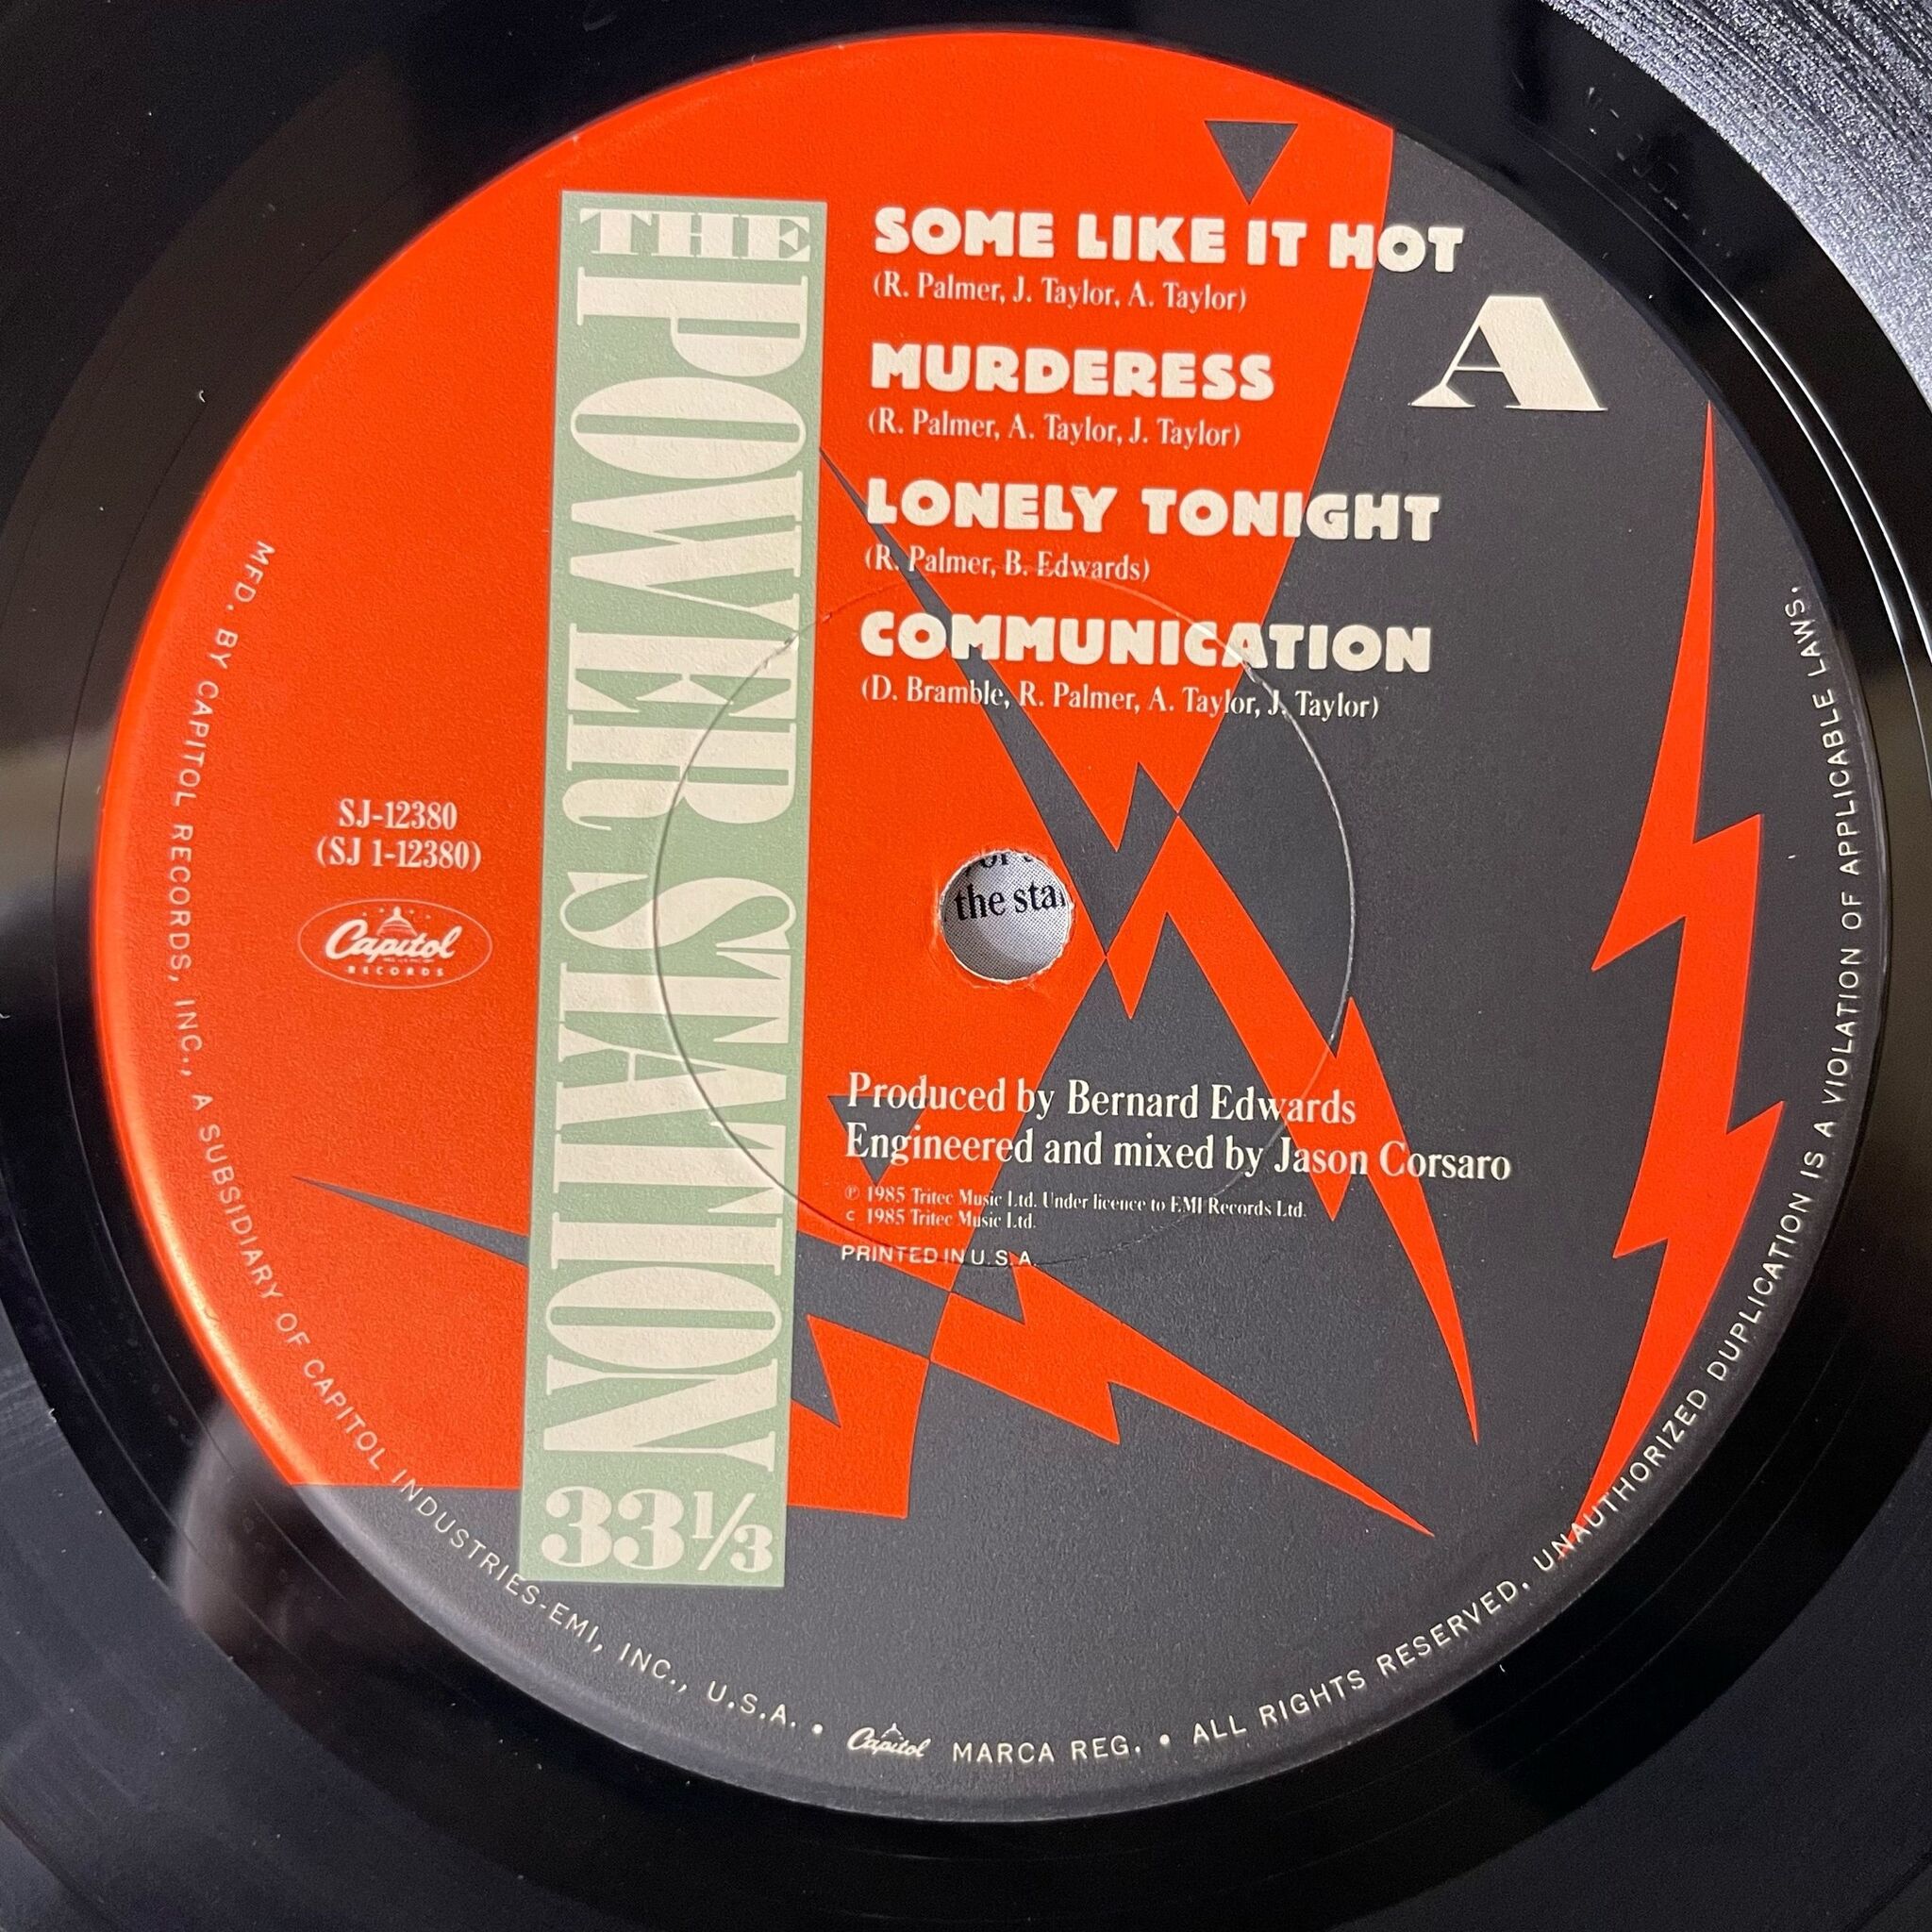 THE POWER STATION
33⅓
SOME LIKE IT HOT
(R. Palmer, J. Taylor, A. Taylor)
A
MURDERESS
(R. Palmer, A. Taylor, J. Taylor)
LONELY TONIGHT
(R. Palmer, B. Edwards)
COMMUNICATION
(D. Bramble, R. Palmer, A. Taylor, J. Taylor)
SJ-12380
(SJ 1-12380)
Capitol
RECORDS
the sta
Produced by Bernard Edwards
Engineered and mixed by Jason Corsaro
℗ 1985 Tritec Music Ltd. Under licence to EMI Records Ltd.
c 1985 Tritec Music Ltd.
PRINTED IN U.S.A.
MFD. BY CAPITOL RECORDS, INC., A SUBSIDIARY OF CAPITOL INDUSTRIES-EMI, INC., U.S.A. • Capitol MARCA REG. • ALL RIGHTS RESERVED. UNAUTHORIZED DUPLICATION IS A VIOLATION OF APPLICABLE LAWS.